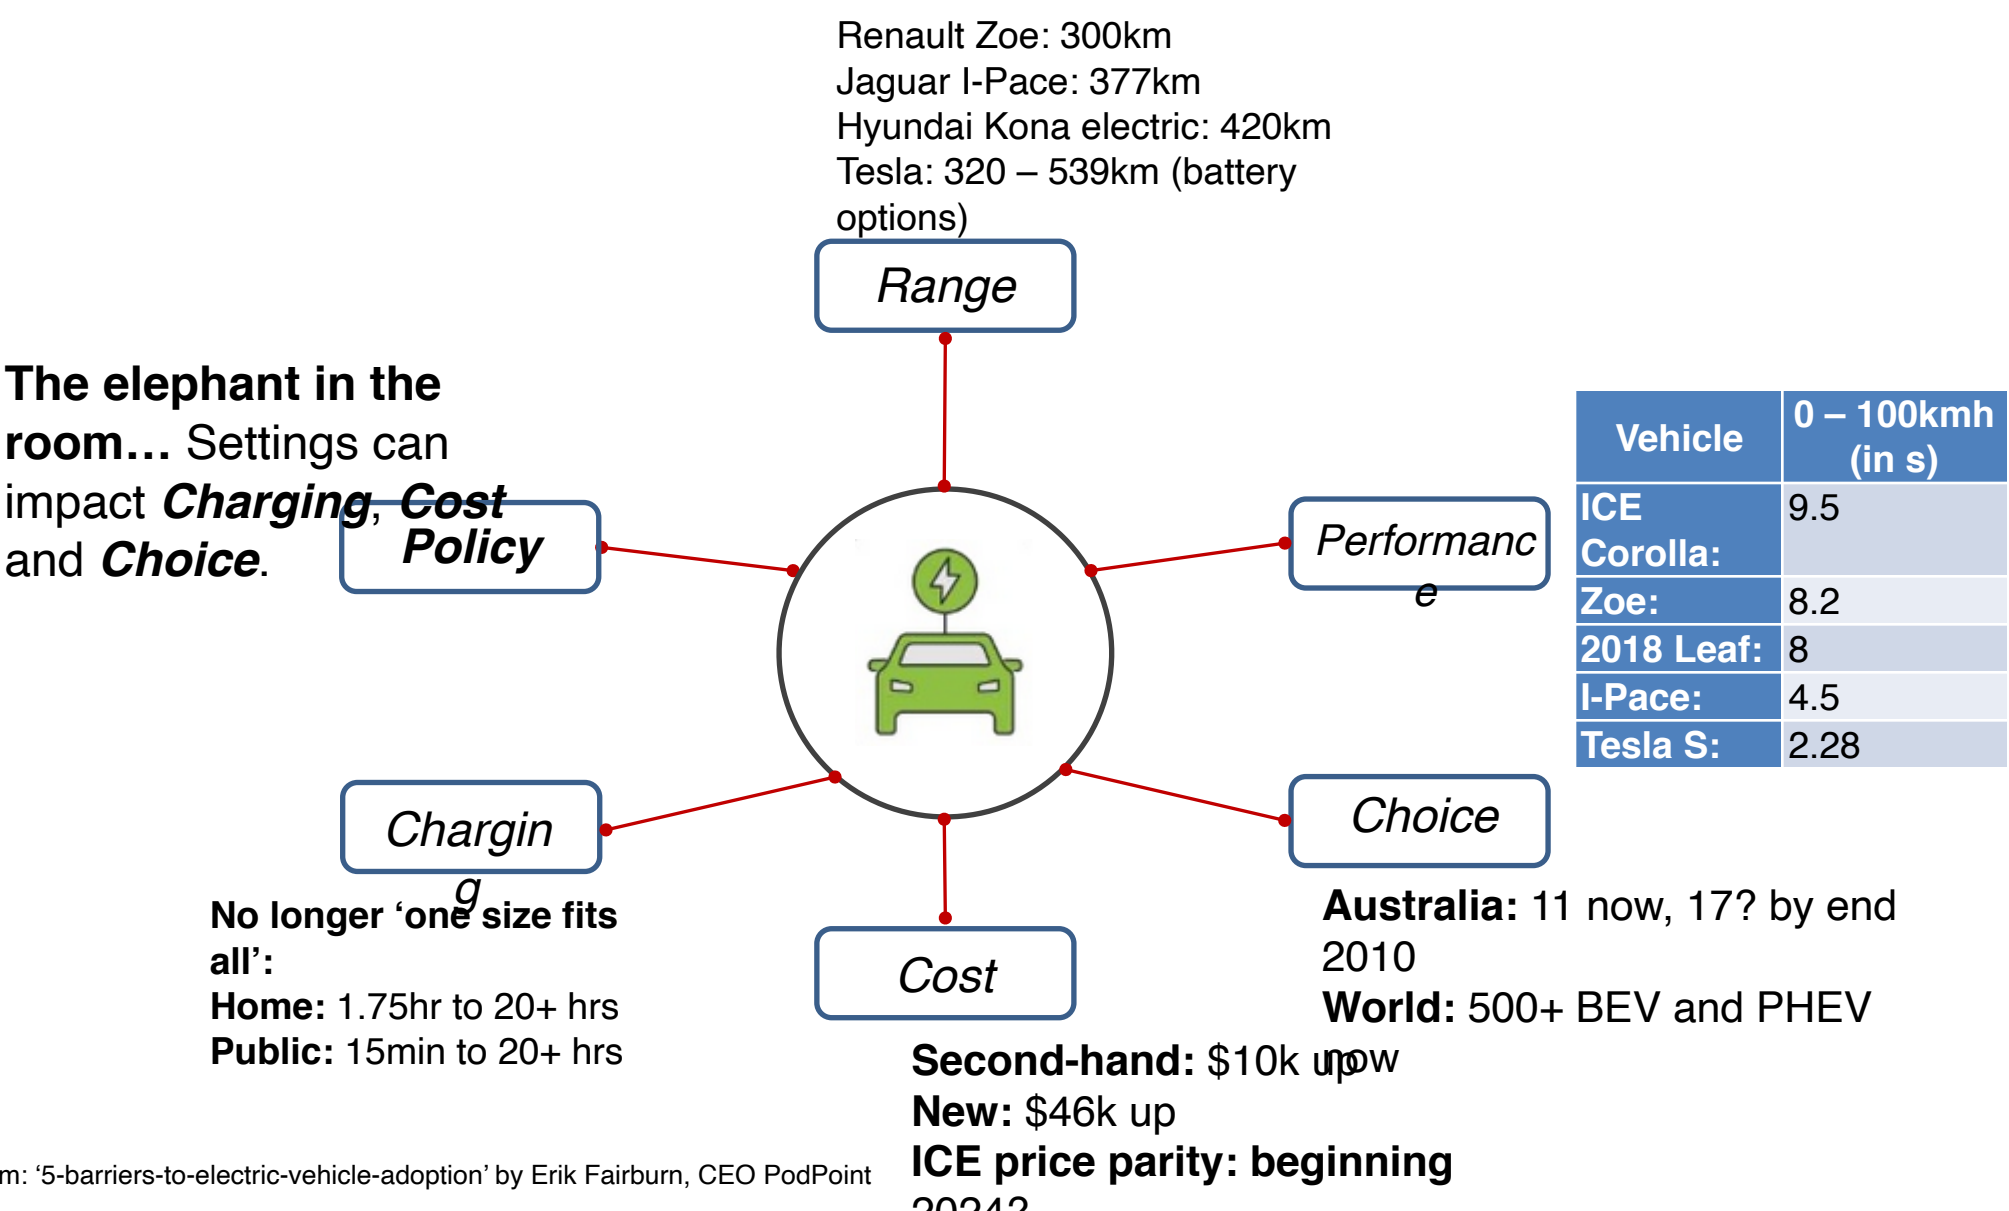 Renault Zoe: 300km
Jaguar I-Pace: 377km
Hyundai Kona electric: 420km
Tesla: 320 – 539km (battery
options)
Range
The elephant in the
room… Settings can
impact Charging, Cost
and Choice.
Policy
Performanc
e
Vehicle
0 – 100kmh
(in s)
ICE
Corolla:
9.5
Zoe:
8.2
2018 Leaf:
8
I-Pace:
4.5
Tesla S:
2.28
Chargin
g
No longer ‘one size fits
all’:
Home: 1.75hr to 20+ hrs
Public: 15min to 20+ hrs
Choice
Australia: 11 now, 17? by end
2010
World: 500+ BEV and PHEV
now
Cost
Second-hand: $10k up
New: $46k up
ICE price parity: beginning
2024?
m: ‘5-barriers-to-electric-vehicle-adoption’ by Erik Fairburn, CEO PodPoint